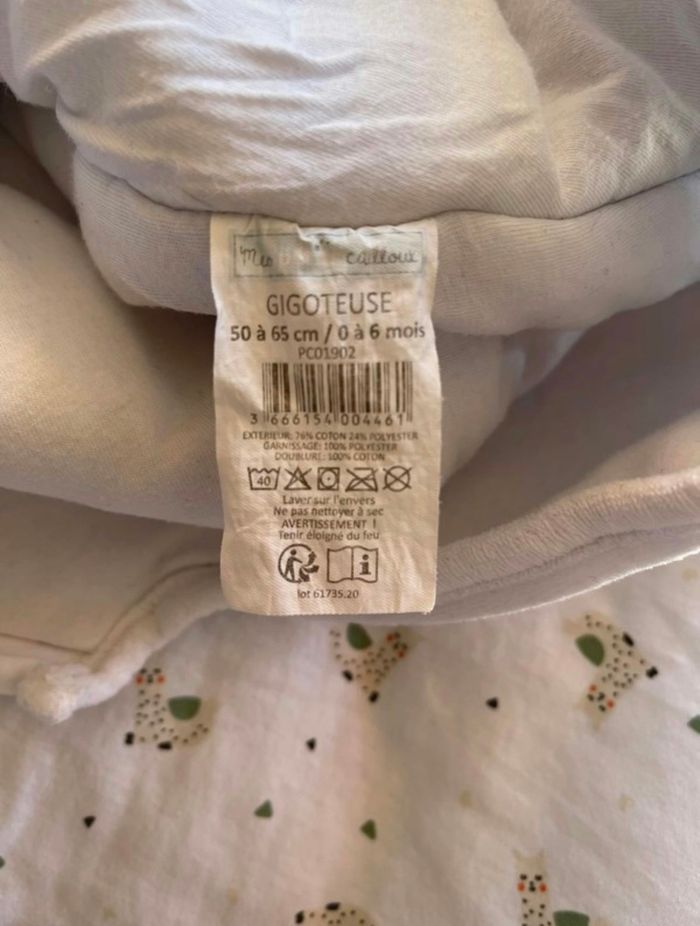 cailloux
GIGOTEUSE
50 à 65 cm / 0 à 6 mois
PC01902
3 666154 004461
EXTERIEUR: 76% COTON 24% POLYESTER
GARNISSAGE: 100% POLYESTER
DOUBLURE: 100% COTON
40
Laver sur l'envers
Ne pas nettoyer à sec
AVERTISSEMENT !
Tenir éloigné du feu
i
lot 61735.20